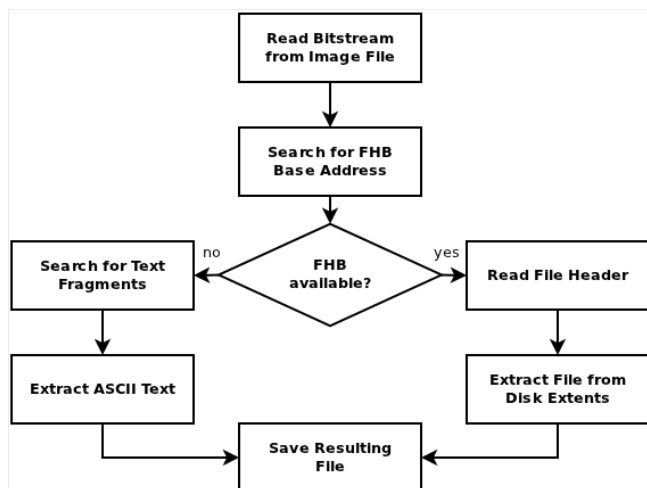 Read Bitstream
from Image File
Search for FHB
Base Address
no
FHB
available?
yes
Search for Text
Fragments
Read File Header
Extract ASCII Text
Extract File from
Disk Extents
Save Resulting
File